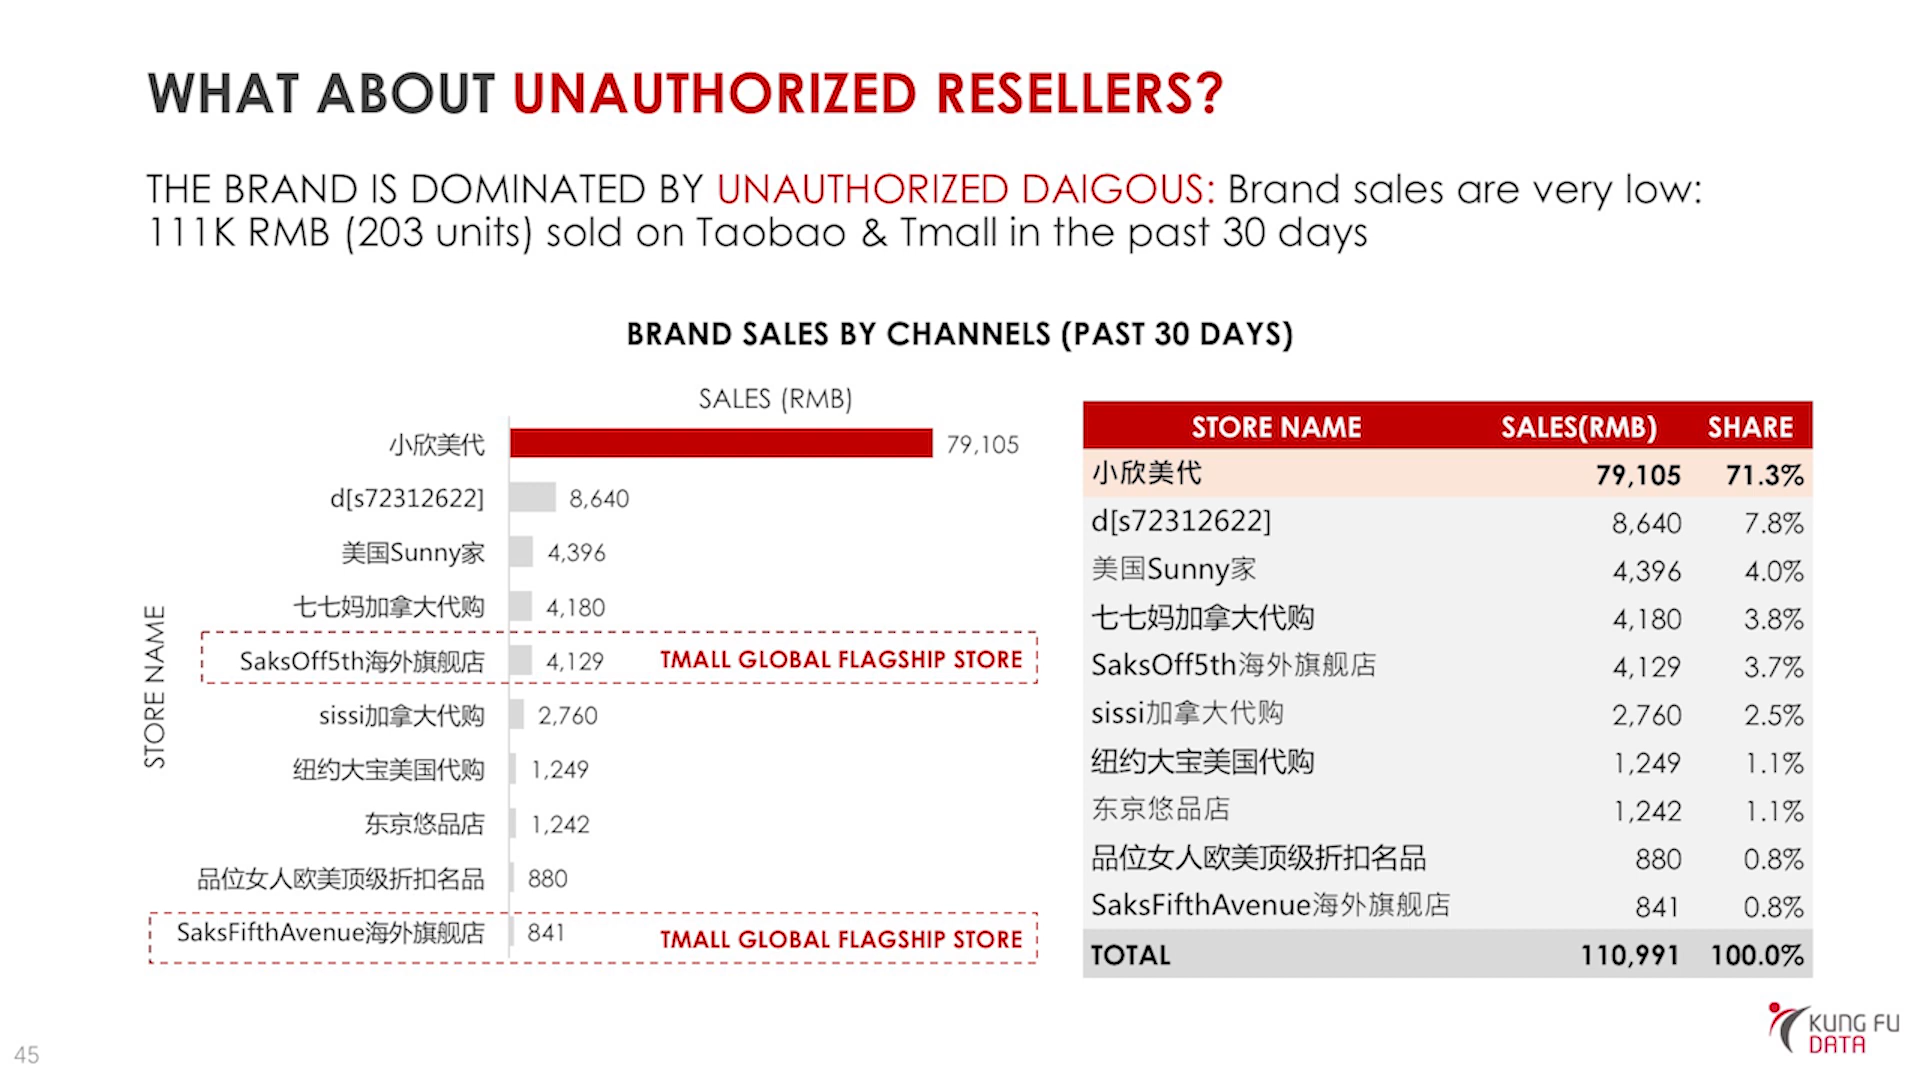 WHAT ABOUT UNAUTHORIZED RESELLERS?
THE BRAND IS DOMINATED BY UNAUTHORIZED DAIGOUS: Brand sales are very low:
111K RMB (203 units) sold on Taobao & Tmall in the past 30 days
BRAND SALES BY CHANNELS (PAST 30 DAYS)
SALES (RMB)
STORE NAME
小欣美代 79,105
d[s72312622] 8,640
美国Sunny家 4,396
七七妈加拿大代购 4,180
SaksOff5th海外旗舰店 4,129 TMALL GLOBAL FLAGSHIP STORE
sissi加拿大代购 2,760
纽约大宝美国代购 1,249
东京悠品店 1,242
品位女人欧美顶级折扣名品 880
SaksFifthAvenue海外旗舰店 841 TMALL GLOBAL FLAGSHIP STORE
STORE NAME SALES(RMB) SHARE
小欣美代 79,105 71.3%
d[s72312622] 8,640 7.8%
美国Sunny家 4,396 4.0%
七七妈加拿大代购 4,180 3.8%
SaksOff5th海外旗舰店 4,129 3.7%
sissi加拿大代购 2,760 2.5%
纽约大宝美国代购 1,249 1.1%
东京悠品店 1,242 1.1%
品位女人欧美顶级折扣名品 880 0.8%
SaksFifthAvenue海外旗舰店 841 0.8%
TOTAL 110,991 100.0%
KUNG FU
DATA
45